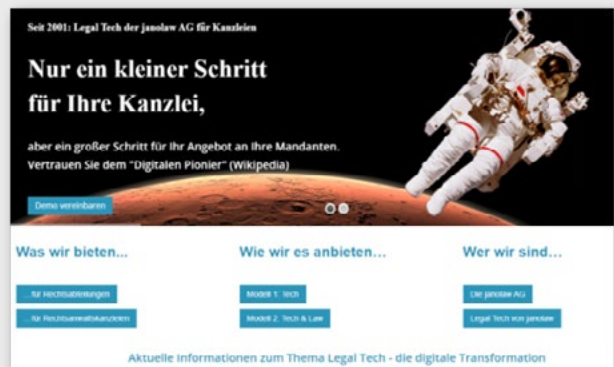 Seit 2001: Legal Tech der janolaw AG für Kanzleien
Nur ein kleiner Schritt
für Ihre Kanzlei,
aber ein großer Schritt für Ihr Angebot an Ihre Mandanten.
Vertrauen Sie dem "Digitalen Pionier" (Wikipedia)
Demo vereinbaren
Was wir bieten...
Wie wir es anbieten...
Wer wir sind...
...für Rechtsabteilungen
Modell 1: Tech
Die janolaw AG
...für Rechtsanwaltskanzleien
Modell 2: Tech & Law
Legal Tech von janolaw
Aktuelle Informationen zum Thema Legal Tech - die digitale Transformation